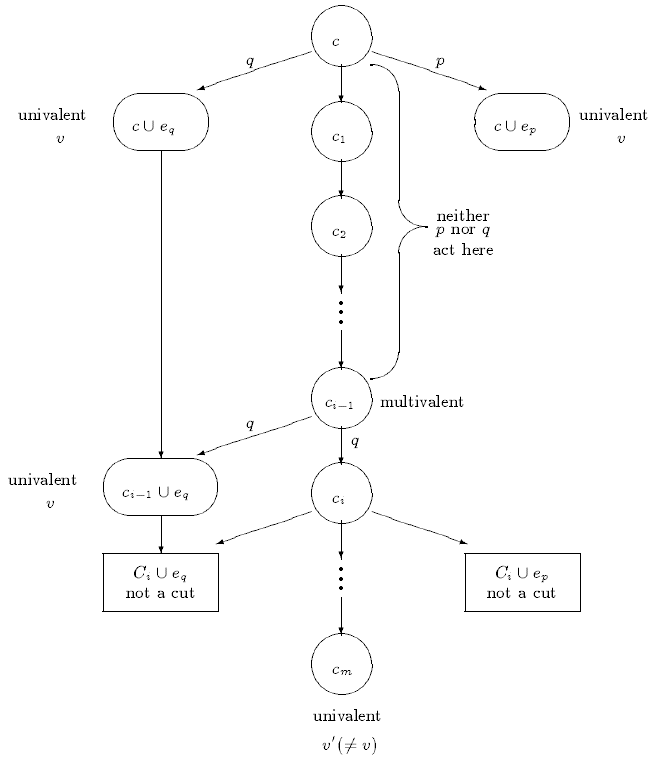 c
q
p
univalent
v
c ∪ e_q
c ∪ e_p
univalent
v
c_1
c_2
neither
p nor q
act here
c_{i−1}
multivalent
q
q
univalent
v
c_{i−1} ∪ e_q
c_i
C_i ∪ e_q
not a cut
C_i ∪ e_p
not a cut
c_m
univalent
v′(≠ v)